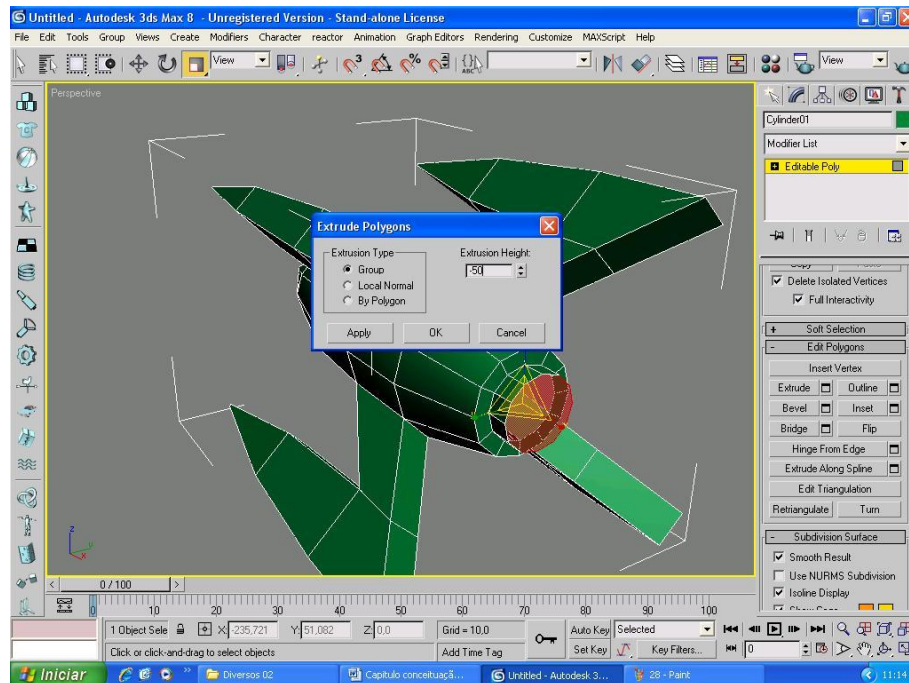 Untitled - Autodesk 3ds Max 8 - Unregistered Version - Stand-alone License
File Edit Tools Group Views Create Modifiers Character reactor Animation Graph Editors Rendering Customize MAXScript Help
View
View
Perspective
Cylinder01
Modifier List
Editable Poly
Extrude Polygons
Extrusion Type
Group
Local Normal
By Polygon
Extrusion Height:
-50
Apply OK Cancel
Delete Isolated Vertices
Full Interactivity
+ Soft Selection
- Edit Polygons
Insert Vertex
Extrude Outline
Bevel Inset
Bridge Flip
Hinge From Edge
Extrude Along Spline
Edit Triangulation
Retriangulate Turn
- Subdivision Surface
Smooth Result
Use NURMS Subdivision
Isoline Display
z
x
0 / 100
0 10 20 30 40 50 60 70 80 90 100
1 Object Sele X: -235,721 Y: 51,082 Z: 0,0 Grid = 10,0 Auto Key Selected
Click or click-and-drag to select objects Add Time Tag Set Key Key Filters... 0
Iniciar Diversos 02 Capítulo conceituaçã... Untitled - Autodesk 3... 28 - Paint 11:14